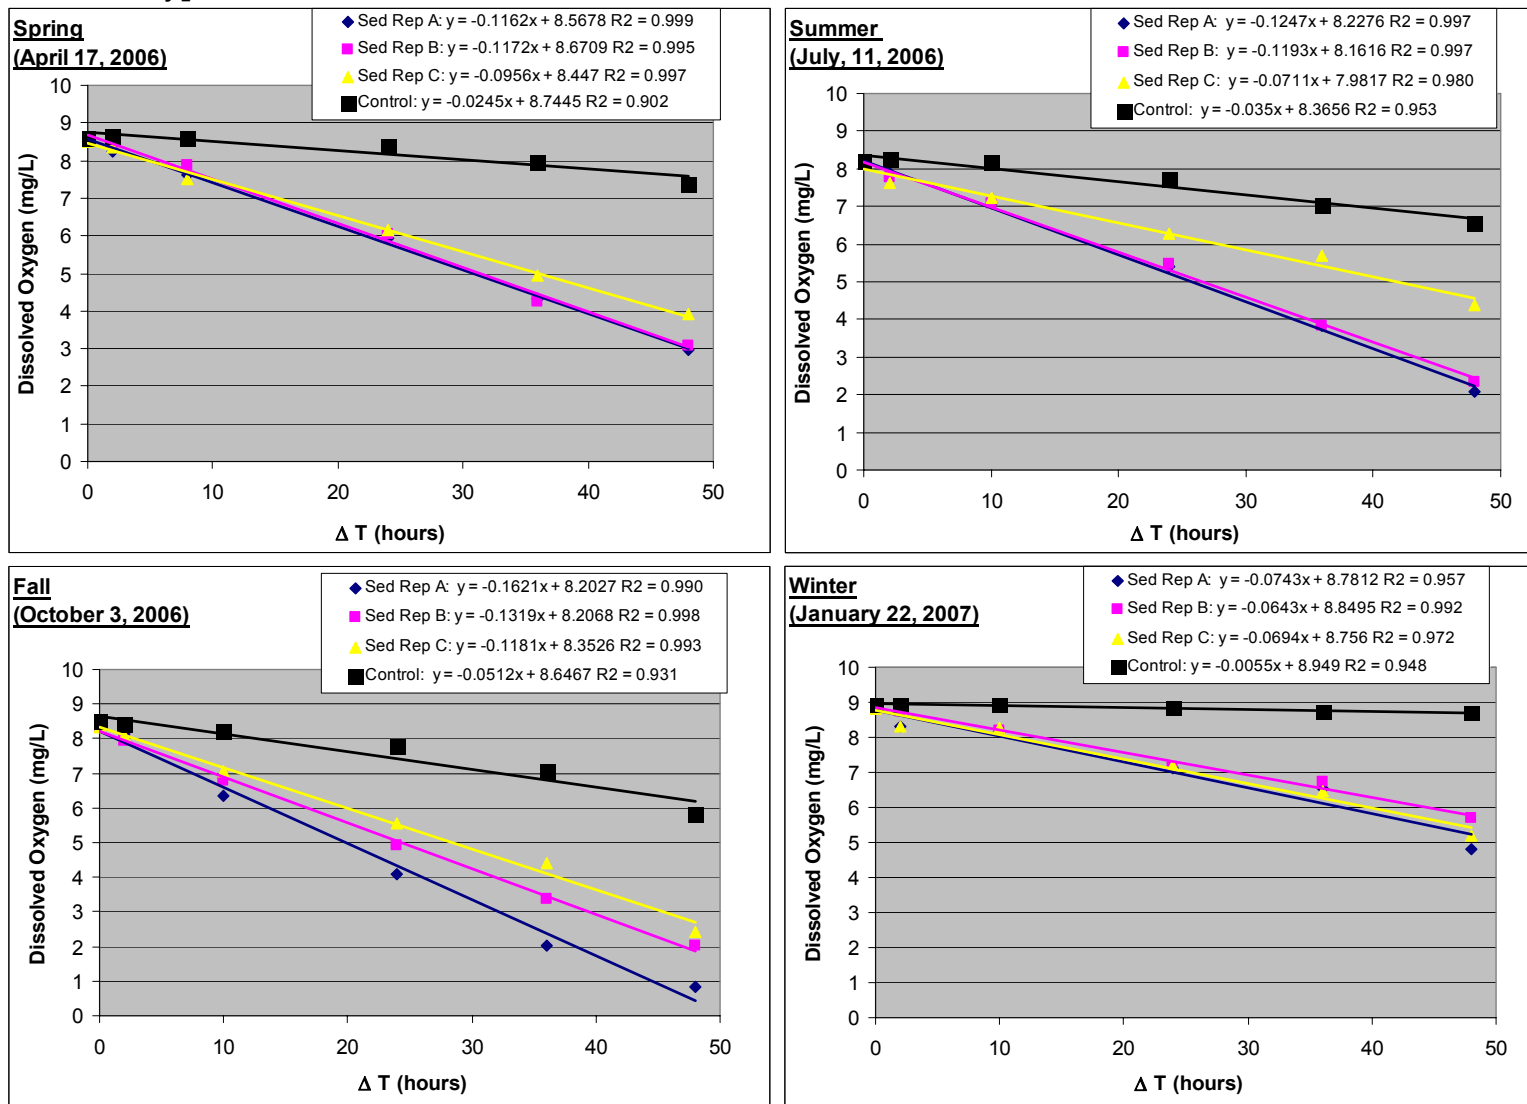 Spring
(April 17, 2006)
Sed Rep A: y = -0.1162x + 8.5678 R2 = 0.999
Sed Rep B: y = -0.1172x + 8.6709 R2 = 0.995
Sed Rep C: y = -0.0956x + 8.447 R2 = 0.997
Control: y = -0.0245x + 8.7445 R2 = 0.902
Dissolved Oxygen (mg/L)
10
9
8
7
6
5
4
3
2
1
0
0 10 20 30 40 50
Δ T (hours)
Summer
(July, 11, 2006)
Sed Rep A: y = -0.1247x + 8.2276 R2 = 0.997
Sed Rep B: y = -0.1193x + 8.1616 R2 = 0.997
Sed Rep C: y = -0.0711x + 7.9817 R2 = 0.980
Control: y = -0.035x + 8.3656 R2 = 0.953
Dissolved Oxygen (mg/L)
10
9
8
7
6
5
4
3
2
1
0
0 10 20 30 40 50
Δ T (hours)
Fall
(October 3, 2006)
Sed Rep A: y = -0.1621x + 8.2027 R2 = 0.990
Sed Rep B: y = -0.1319x + 8.2068 R2 = 0.998
Sed Rep C: y = -0.1181x + 8.3526 R2 = 0.993
Control: y = -0.0512x + 8.6467 R2 = 0.931
Dissolved Oxygen (mg/L)
10
9
8
7
6
5
4
3
2
1
0
0 10 20 30 40 50
Δ T (hours)
Winter
(January 22, 2007)
Sed Rep A: y = -0.0743x + 8.7812 R2 = 0.957
Sed Rep B: y = -0.0643x + 8.8495 R2 = 0.992
Sed Rep C: y = -0.0694x + 8.756 R2 = 0.972
Control: y = -0.0055x + 8.949 R2 = 0.948
Dissolved Oxygen (mg/L)
10
9
8
7
6
5
4
3
2
1
0
0 10 20 30 40 50
Δ T (hours)